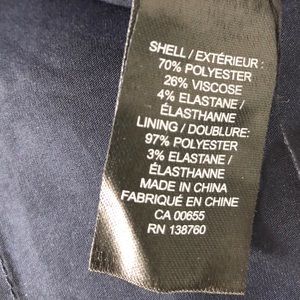 SHELL / EXTÉRIEUR :
70% POLYESTER
26% VISCOSE
4% ELASTANE /
ÉLASTHANNE
LINING / DOUBLURE:
97% POLYESTER
3% ELASTANE /
ÉLASTHANNE
MADE IN CHINA
FABRIQUÉ EN CHINE
CA 00655
RN 138760